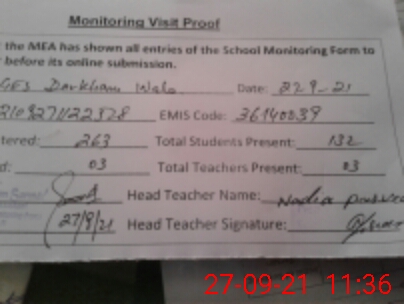 Monitoring Visit Proof
the MEA has shown all entries of the School Monitoring Form to
before its online submission.
GES Darkham Wala Date: 27-9-21
EMIS Code: 36140039
tered: 263 Total Students Present: 132
d: 03 Total Teachers Present: 03
Head Teacher Name: Nadia
27/9/21 Head Teacher Signature:
27-09-21 11:36